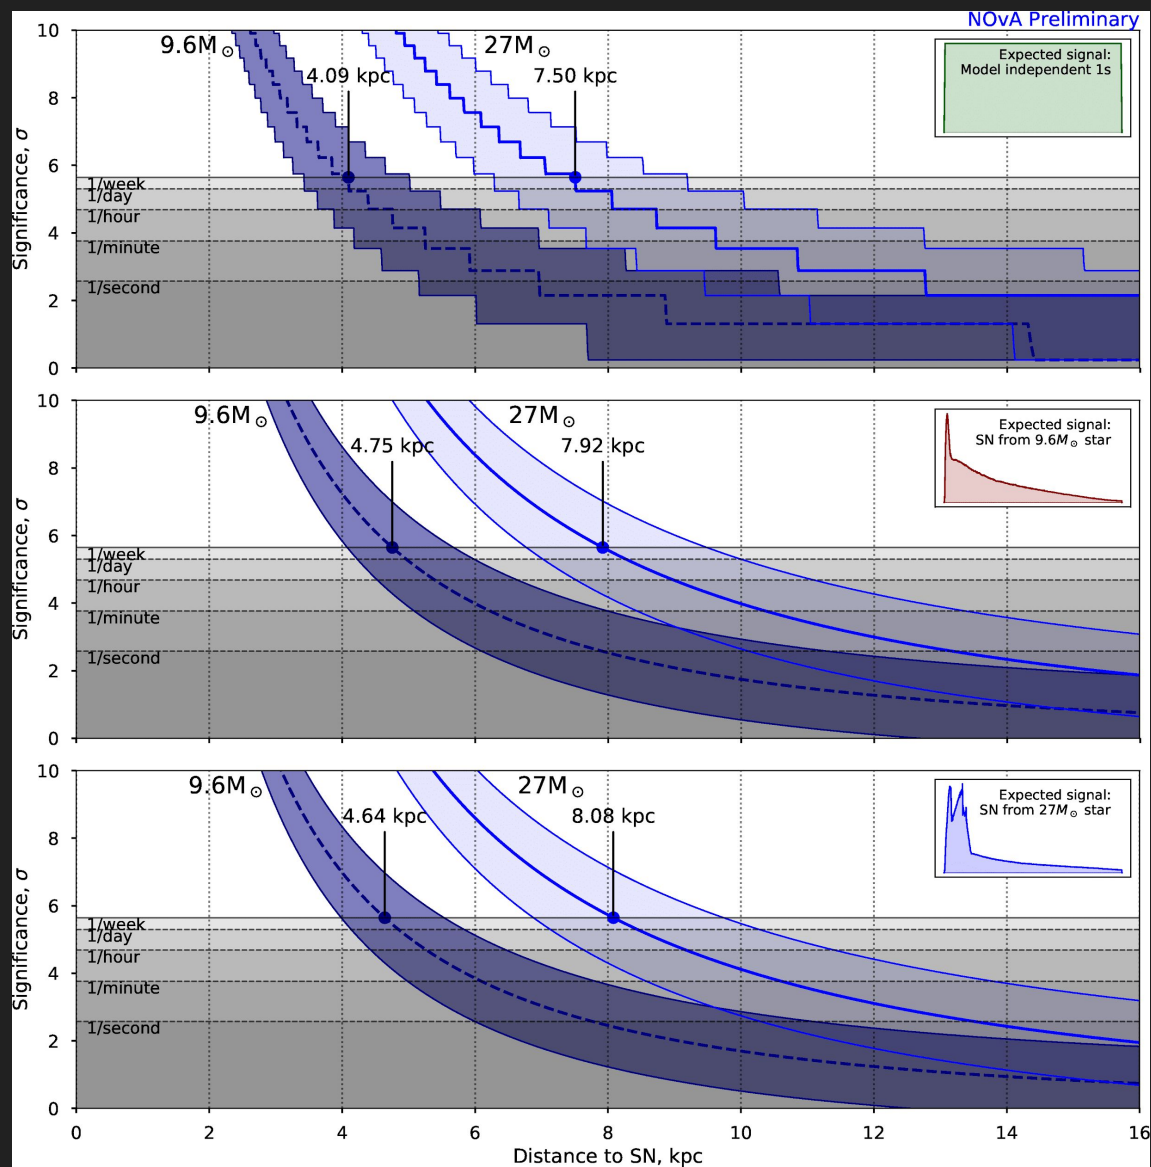 NOvA Preliminary
10
8
6
4
2
0
Significance, σ
9.6M⊙
27M⊙
4.09 kpc
7.50 kpc
Expected signal:
Model independent 1s
1/week
1/day
1/hour
1/minute
1/second
10
8
6
4
2
0
Significance, σ
9.6M⊙
27M⊙
4.75 kpc
7.92 kpc
Expected signal:
SN from 9.6M⊙ star
1/week
1/day
1/hour
1/minute
1/second
10
8
6
4
2
0
Significance, σ
9.6M⊙
27M⊙
4.64 kpc
8.08 kpc
Expected signal:
SN from 27M⊙ star
1/week
1/day
1/hour
1/minute
1/second
0 2 4 6 8 10 12 14 16
Distance to SN, kpc